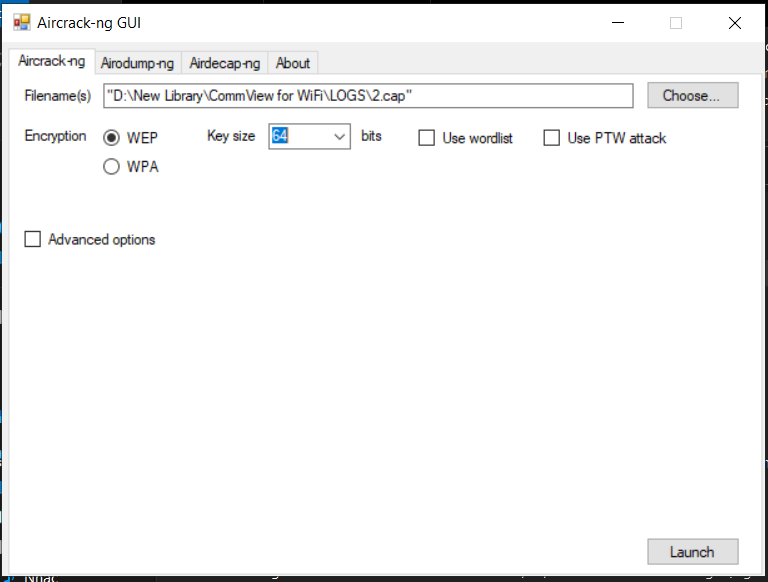 Aircrack-ng GUI
Aircrack-ng Airodump-ng Airdecap-ng About
Filename(s) "D:\New Library\CommView for WiFi\LOGS\2.cap" Choose...
Encryption WEP Key size 64 bits Use wordlist Use PTW attack
WPA
Advanced options
Launch